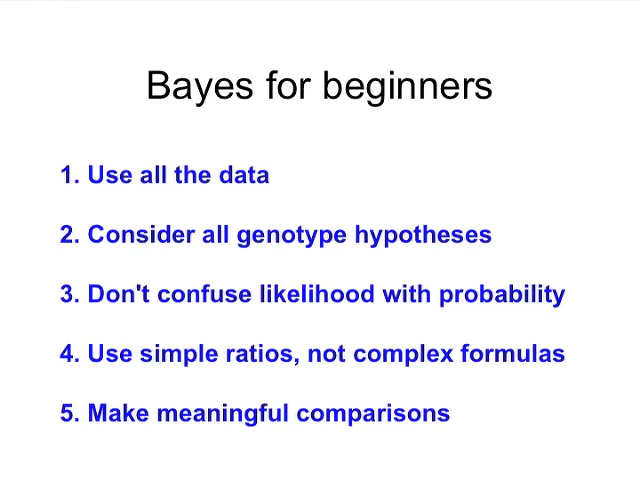 Bayes for beginners
1. Use all the data
2. Consider all genotype hypotheses
3. Don't confuse likelihood with probability
4. Use simple ratios, not complex formulas
5. Make meaningful comparisons